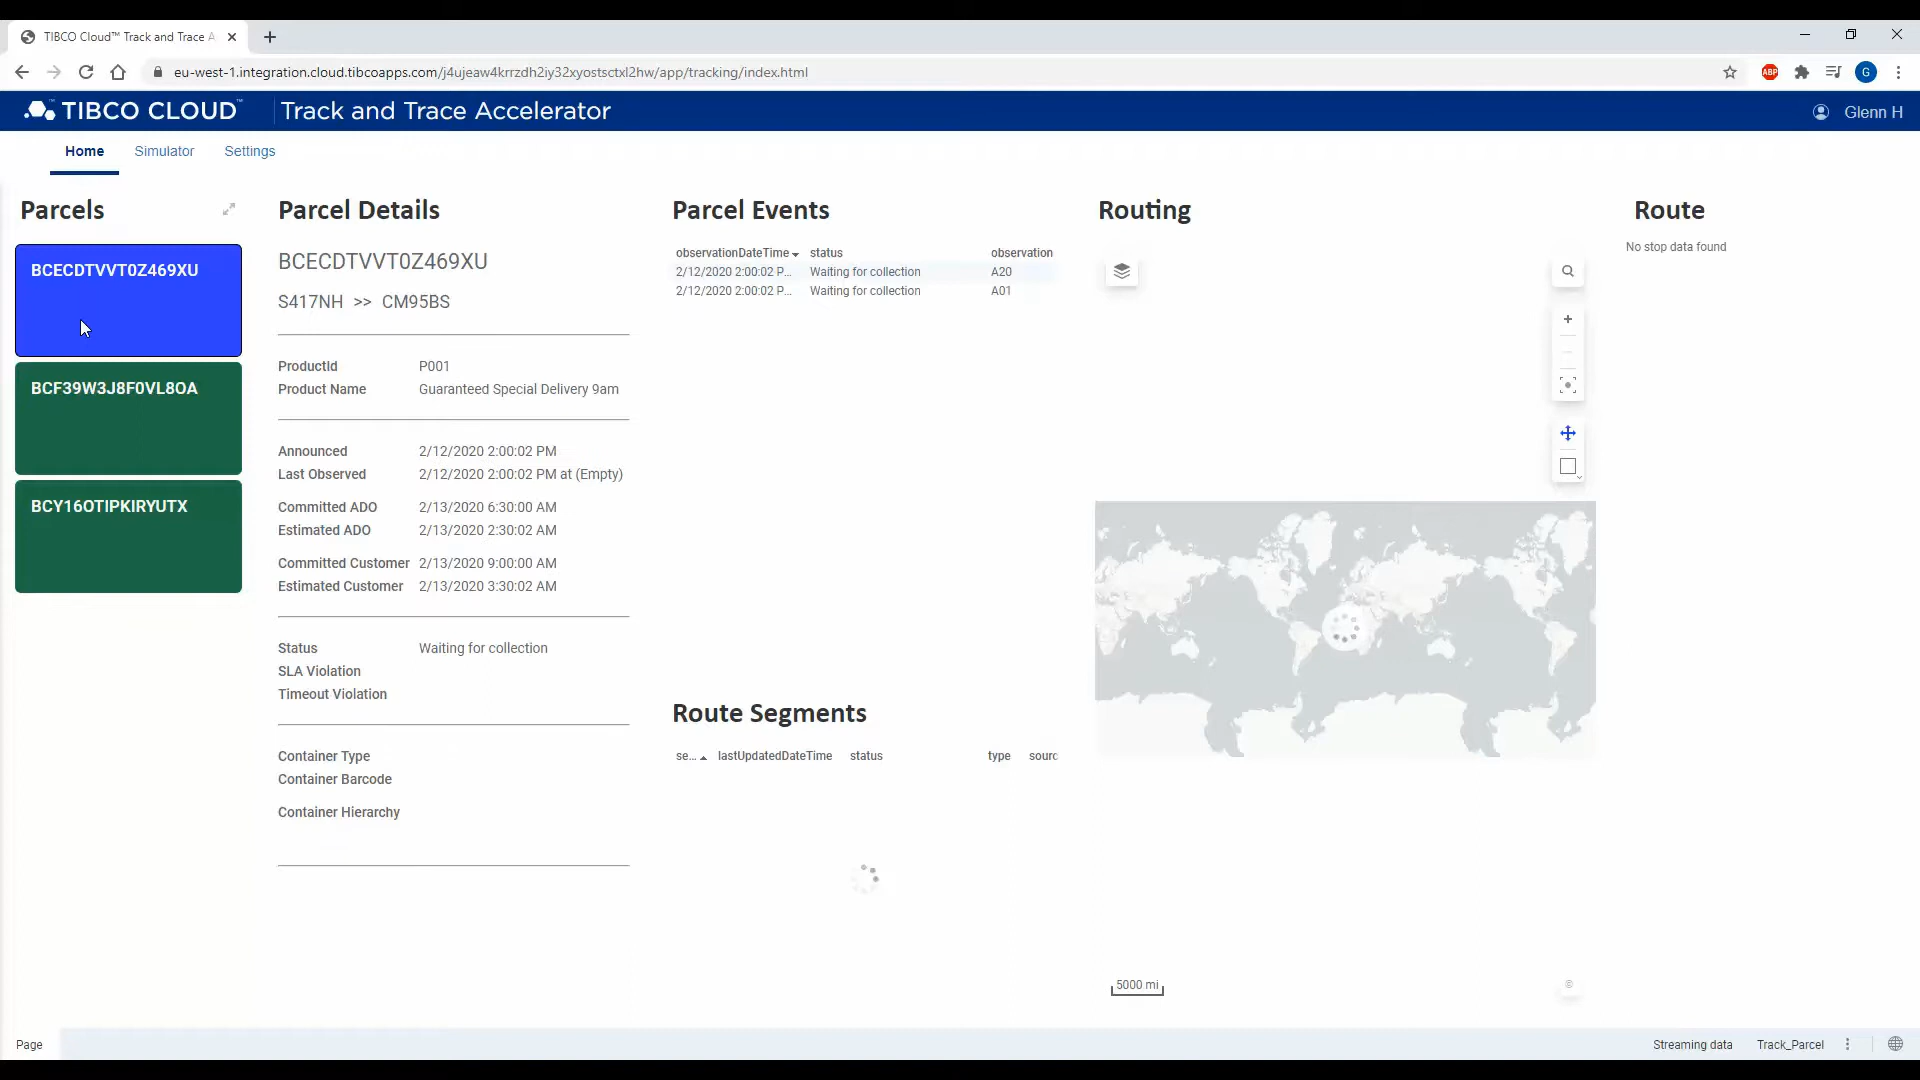 TIBCO Cloud™ Track and Trace A
eu-west-1.integration.cloud.tibcoapps.com/j4ujeaw4krrzdh2iy32xyostsctxl2hw/app/tracking/index.html
ABP
G
TIBCO CLOUD™ Track and Trace Accelerator
Glenn H
Home
Simulator
Settings
Parcels
BCECDTVVT0Z469XU
BCF39W3J8F0VL8OA
BCY16OTIPKIRYUTX
Parcel Details
BCECDTVVT0Z469XU
S417NH >> CM95BS
ProductId P001
Product Name Guaranteed Special Delivery 9am
Announced 2/12/2020 2:00:02 PM
Last Observed 2/12/2020 2:00:02 PM at (Empty)
Committed ADO 2/13/2020 6:30:00 AM
Estimated ADO 2/13/2020 2:30:02 AM
Committed Customer 2/13/2020 9:00:00 AM
Estimated Customer 2/13/2020 3:30:02 AM
Status Waiting for collection
SLA Violation
Timeout Violation
Container Type
Container Barcode
Container Hierarchy
Parcel Events
observationDateTime status observation
2/12/2020 2:00:02 P... Waiting for collection A20
2/12/2020 2:00:02 P... Waiting for collection A01
Route Segments
se... lastUpdatedDateTime status type sourc
Routing
5000 mi
©
Route
No stop data found
Page
Streaming data
Track_Parcel